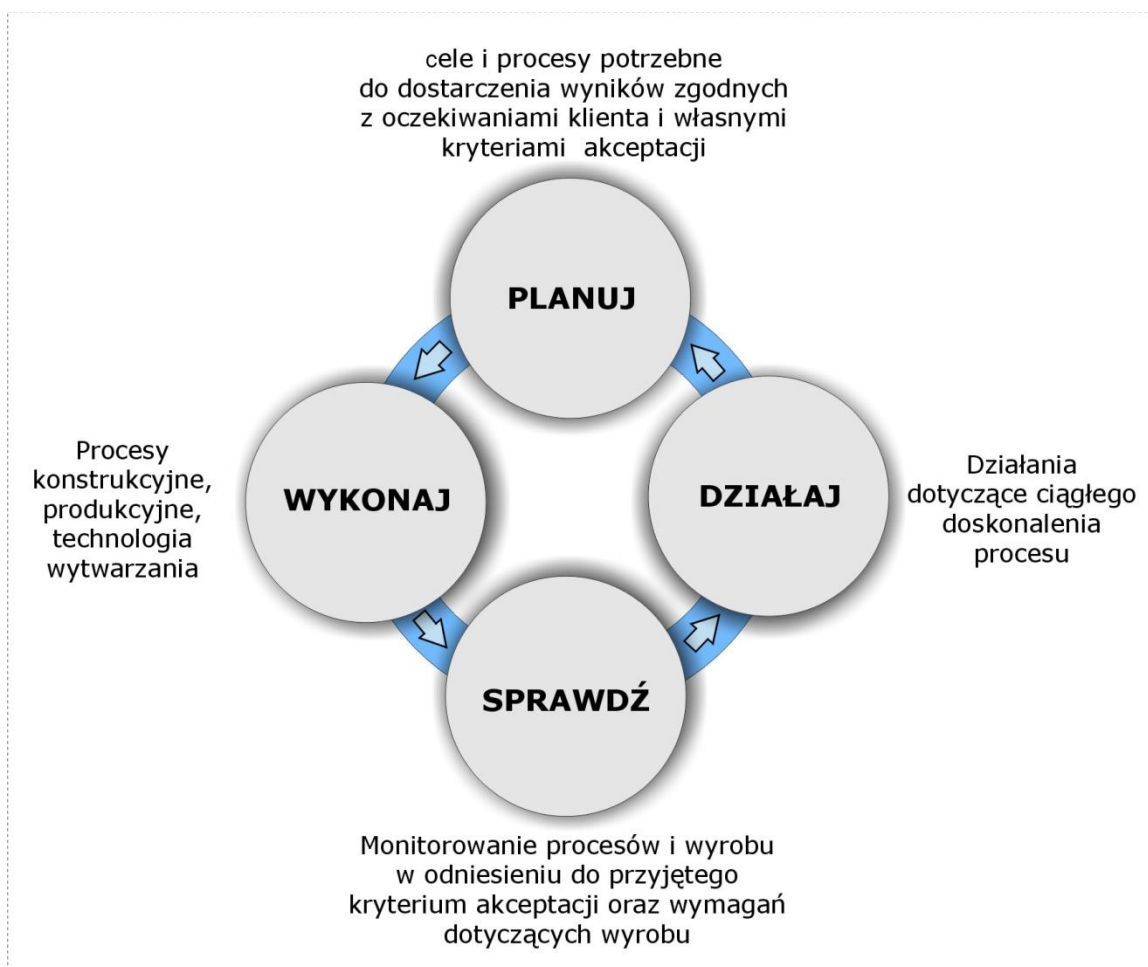 cele i procesy potrzebne
do dostarczenia wyników zgodnych
z oczekiwaniami klienta i własnymi
kryteriami akceptacji
PLANUJ
Procesy
konstrukcyjne,
produkcyjne,
technologia
wytwarzania
WYKONAJ
DZIAŁAJ
Działania
dotyczące ciągłego
doskonalenia
procesu
SPRAWDŹ
Monitorowanie procesów i wyrobu
w odniesieniu do przyjętego
kryterium akceptacji oraz wymagań
dotyczących wyrobu